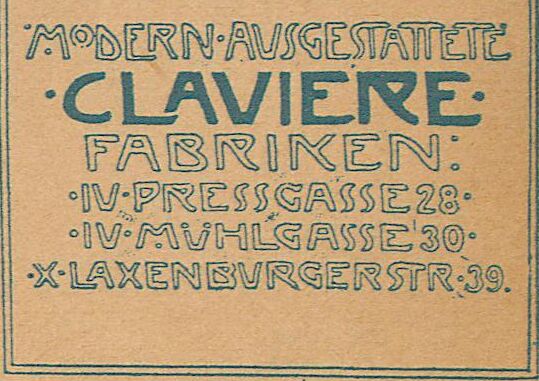 MODERN·AUSGESTATTETE
·CLAVIERE·
FABRIKEN:
·IV·PRESSGASSE 28·
·IV·MÜHLGASSE 30·
·X·LAXENBURGERSTR·39.